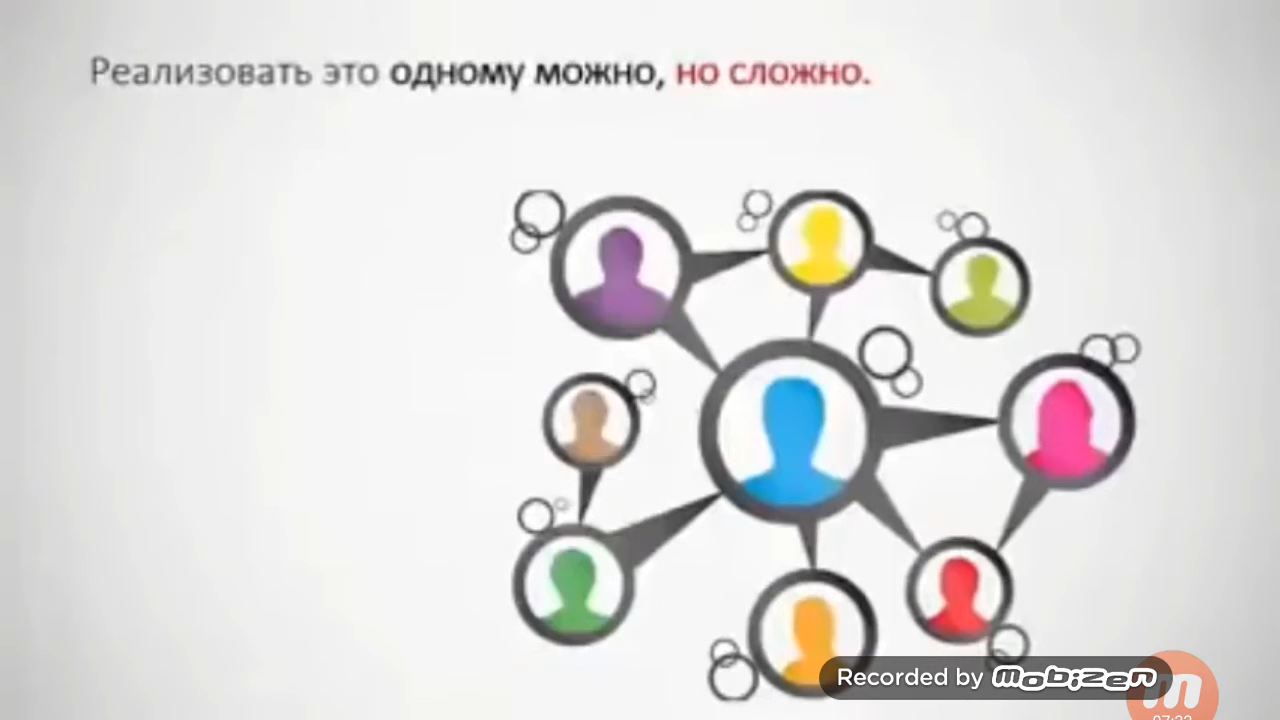 Реализовать это одному можно, но сложно.
Recorded by mobizen